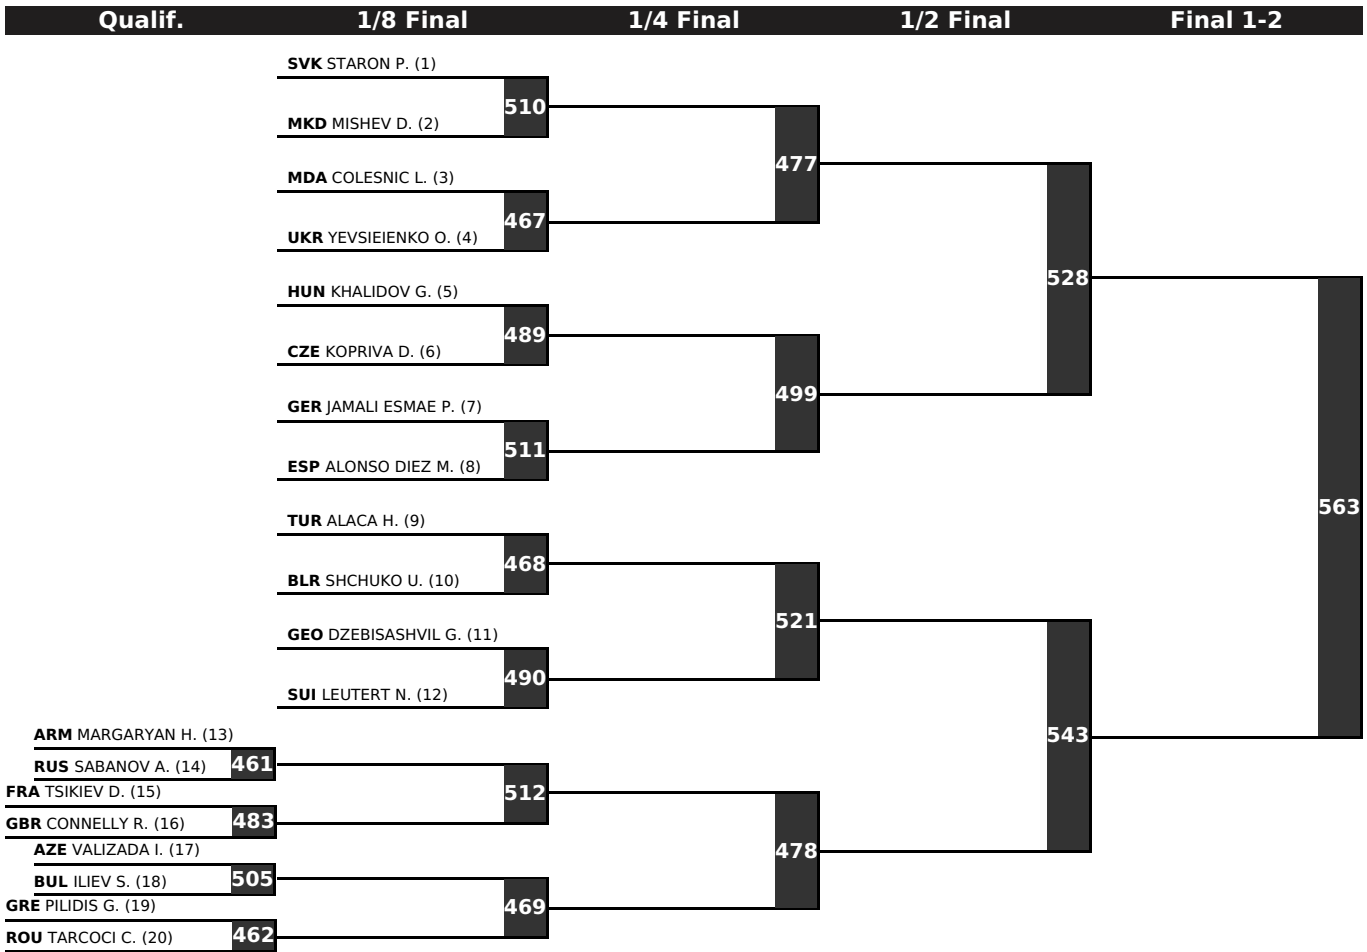 Qualif. 1/8 Final 1/4 Final 1/2 Final Final 1-2
SVK STARON P. (1)
510
MKD MISHEV D. (2)
477
MDA COLESNIC L. (3)
467
UKR YEVSIEIENKO O. (4)
528
HUN KHALIDOV G. (5)
489
CZE KOPRIVA D. (6)
499
GER JAMALI ESMAE P. (7)
511
ESP ALONSO DIEZ M. (8)
563
TUR ALACA H. (9)
468
BLR SHCHUKO U. (10)
521
GEO DZEBISASHVIL G. (11)
490
SUI LEUTERT N. (12)
543
ARM MARGARYAN H. (13)
461
RUS SABANOV A. (14)
FRA TSIKIEV D. (15)
512
GBR CONNELLY R. (16)
483
AZE VALIZADA I. (17)
478
BUL ILIEV S. (18)
505
GRE PILIDIS G. (19)
469
ROU TARCOCI C. (20)
462